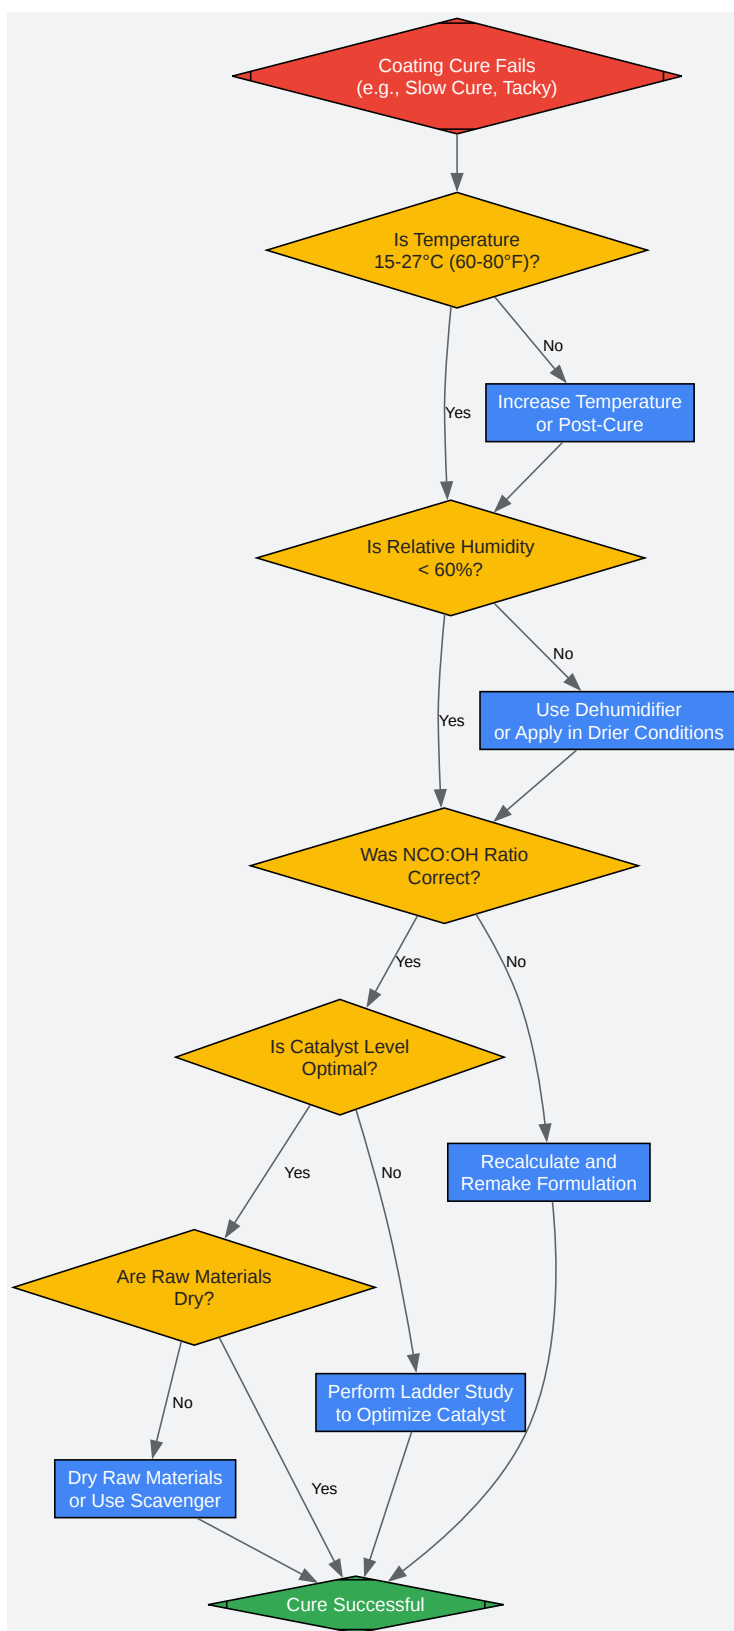 Coating Cure Fails
(e.g., Slow Cure, Tacky)
Is Temperature
15-27°C (60-80°F)?
No
Increase Temperature
or Post-Cure
Yes
Is Relative Humidity
< 60%?
No
Use Dehumidifier
or Apply in Drier Conditions
Yes
Was NCO:OH Ratio
Correct?
Yes
No
Is Catalyst Level
Optimal?
Yes
No
Recalculate and
Remake Formulation
Are Raw Materials
Dry?
No
Perform Ladder Study
to Optimize Catalyst
Yes
Dry Raw Materials
or Use Scavenger
Cure Successful